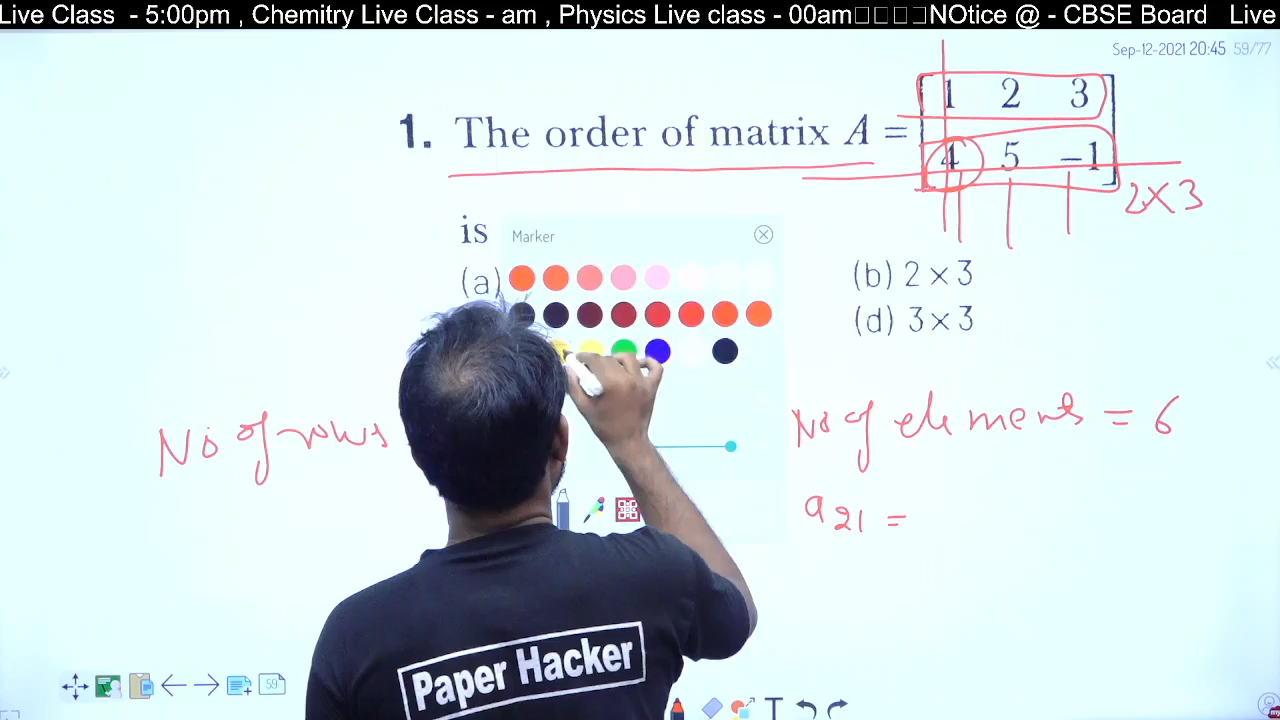 Live Class - 5:00pm , Chemitry Live Class - am , Physics Live class - 00am□□□□NOtice @ - CBSE Board Live
Sep-12-2021 20:45 59/77
1. The order of matrix A = [1 2 3
4 5 −1]
2×3
is
Marker
(a)
(b) 2 × 3
(d) 3 × 3
No of rows
No of elements = 6
a21 =
Paper Hacker
59
T